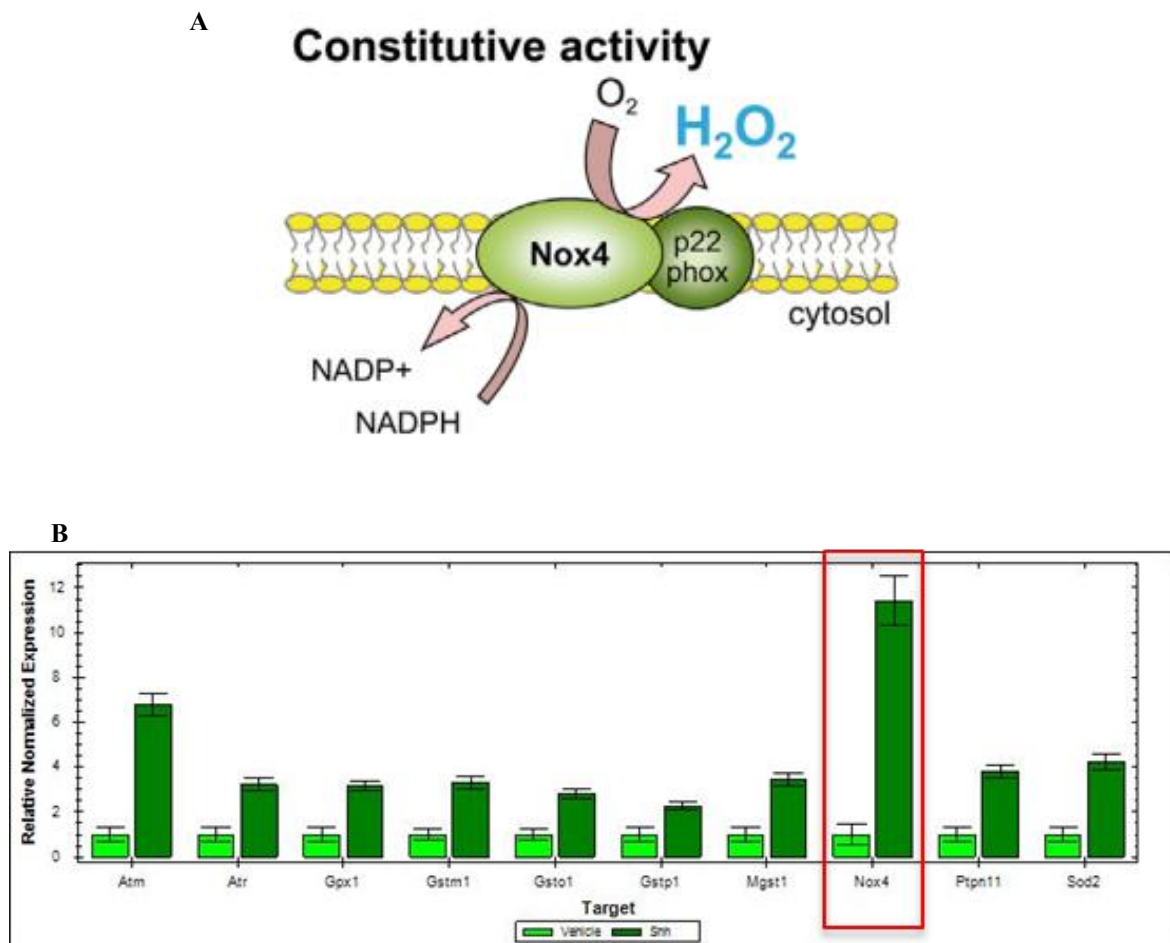 A
Constitutive activity
O₂
H₂O₂
Nox4
p22
phox
cytosol
NADP+
NADPH
B
Relative Normalized Expression
12
10
8
6
4
2
0
Atm Atr Gpx1 Gstm1 Gsto1 Gstp1 Mgst1 Nox4 Ptpn11 Sod2
Target
Vehicle Shh